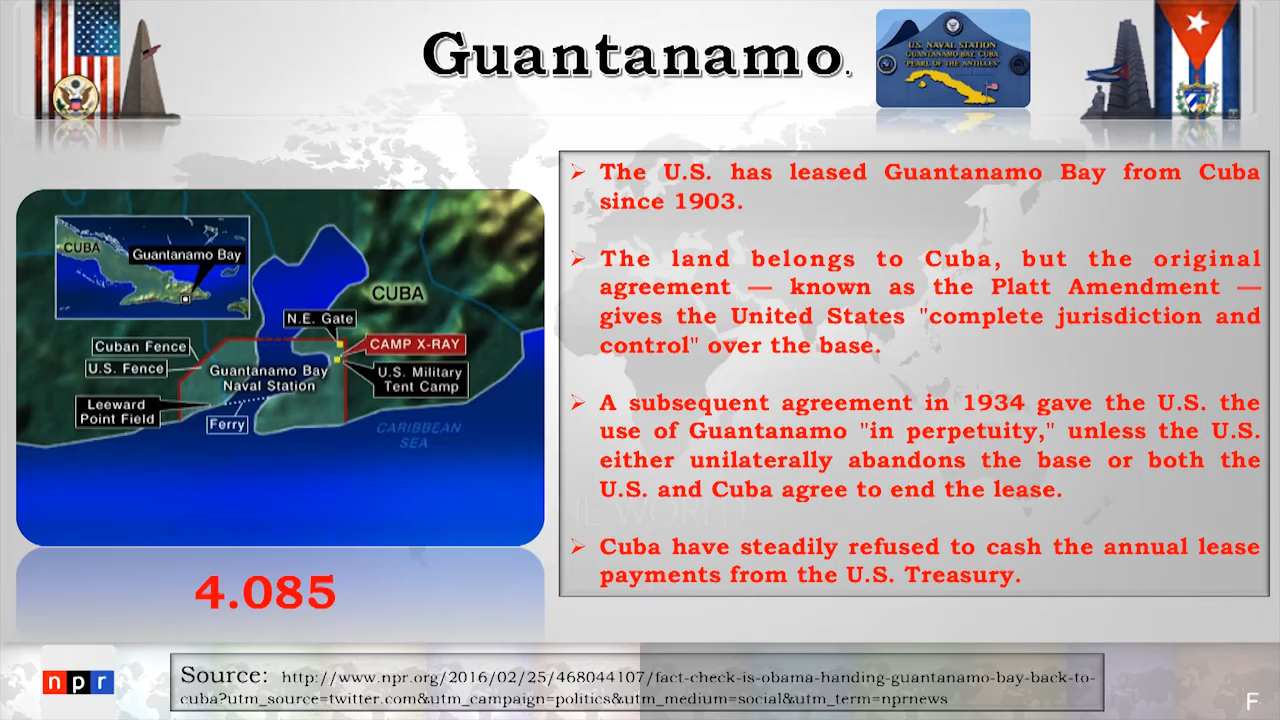 Guantanamo.
U.S. NAVAL STATION
GUANTANAMO BAY, CUBA
"PEARL OF THE ANTILLES"
CUBA
Guantanamo Bay
CUBA
N.E. Gate
CAMP X-RAY
Cuban Fence
U.S. Fence
Guantanamo Bay
Naval Station
U.S. Military
Tent Camp
Leeward
Point Field
Ferry
CARIBBEAN
SEA
4.085
➢ The U.S. has leased Guantanamo Bay from Cuba
since 1903.
➢ The land belongs to Cuba, but the original
agreement — known as the Platt Amendment —
gives the United States "complete jurisdiction and
control" over the base.
➢ A subsequent agreement in 1934 gave the U.S. the
use of Guantanamo "in perpetuity," unless the U.S.
either unilaterally abandons the base or both the
U.S. and Cuba agree to end the lease.
➢ Cuba have steadily refused to cash the annual lease
payments from the U.S. Treasury.
THE WORLD
npr
Source: http://www.npr.org/2016/02/25/468044107/fact-check-is-obama-handing-guantanamo-bay-back-to-
cuba?utm_source=twitter.com&utm_campaign=politics&utm_medium=social&utm_term=nprnews
F